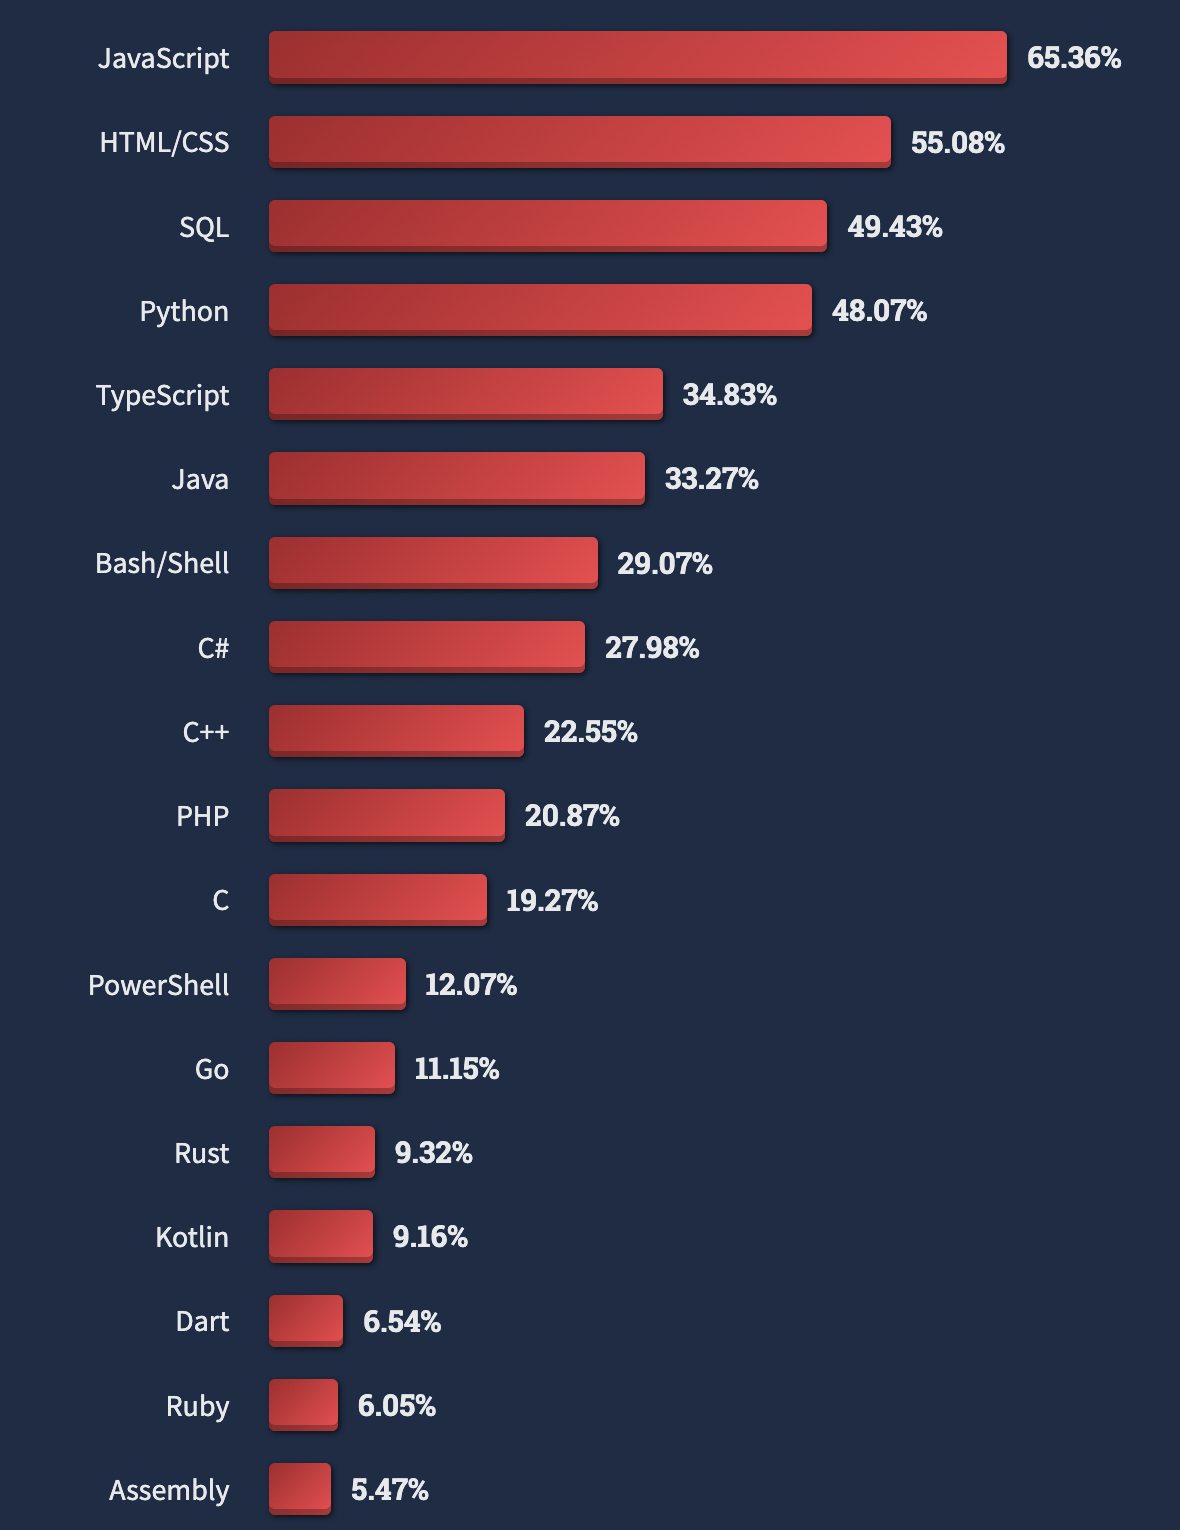 JavaScript 65.36%
HTML/CSS 55.08%
SQL 49.43%
Python 48.07%
TypeScript 34.83%
Java 33.27%
Bash/Shell 29.07%
C# 27.98%
C++ 22.55%
PHP 20.87%
C 19.27%
PowerShell 12.07%
Go 11.15%
Rust 9.32%
Kotlin 9.16%
Dart 6.54%
Ruby 6.05%
Assembly 5.47%